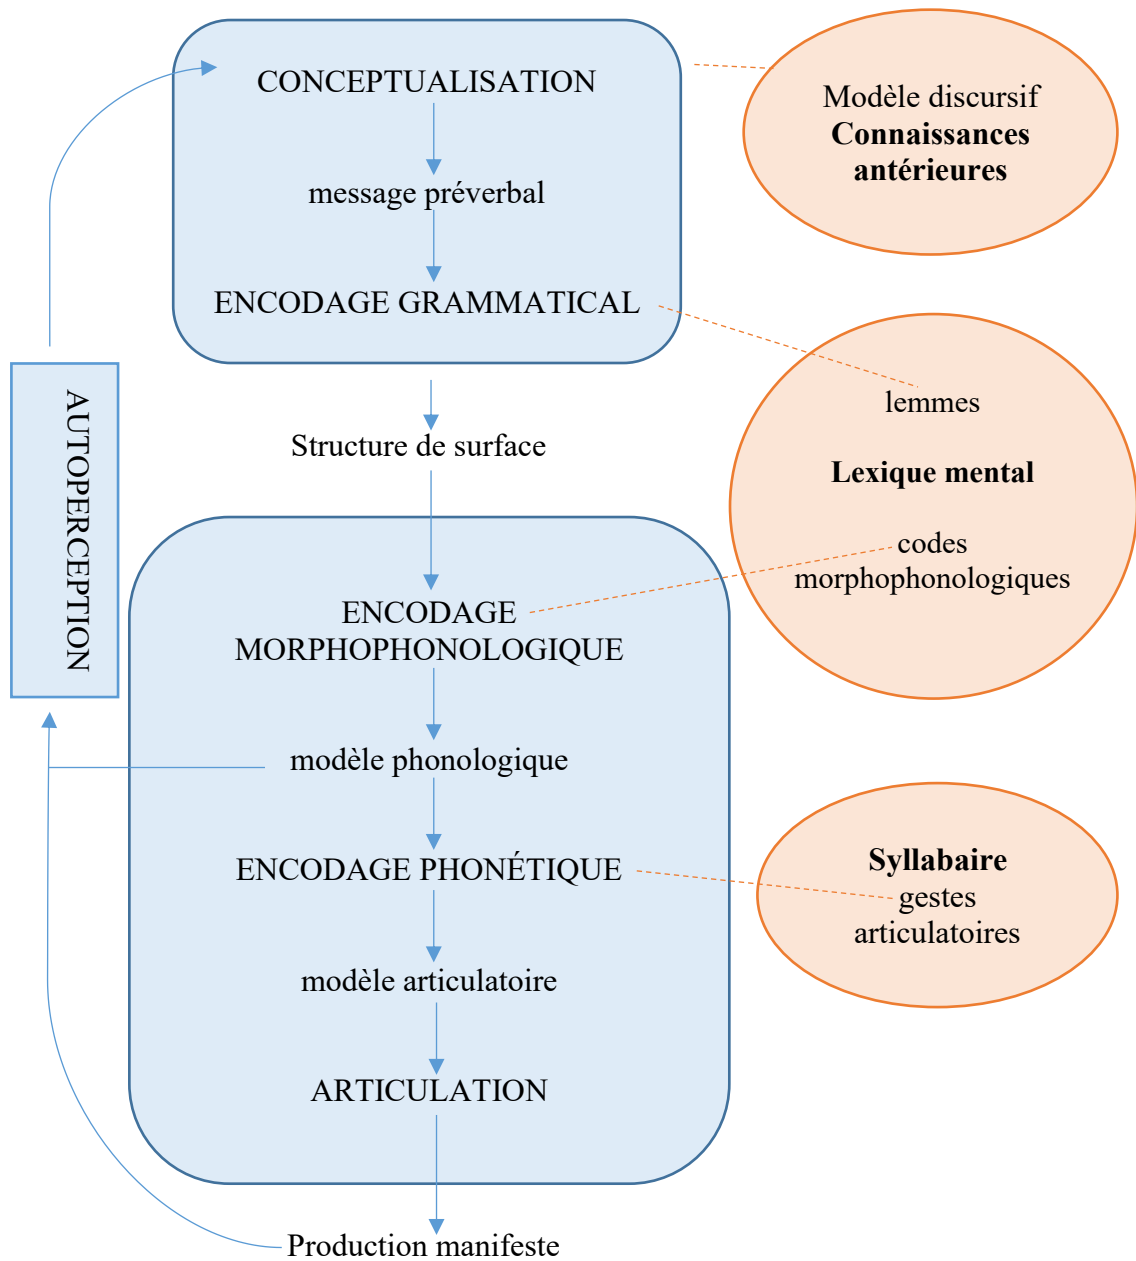 CONCEPTUALISATION
message préverbal
ENCODAGE GRAMMATICAL
Structure de surface
ENCODAGE
MORPHOPHONOLOGIQUE
modèle phonologique
ENCODAGE PHONÉTIQUE
modèle articulatoire
ARTICULATION
Production manifeste
AUTOPERCEPTION
Modèle discursif
Connaissances
antérieures
lemmes
Lexique mental
codes
morphophonologiques
Syllabaire
gestes
articulatoires